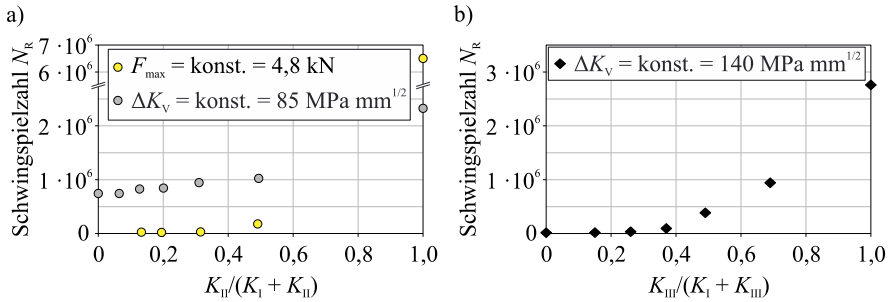 a)
Schwingspielzahl N_R
7 · 10^6
6 · 10^6
2 · 10^6
1 · 10^6
0
F_max = konst. = 4,8 kN
ΔK_V = konst. = 85 MPa mm^1/2
0 0,2 0,4 0,6 0,8 1,0
K_II/(K_I + K_II)
b)
Schwingspielzahl N_R
3 · 10^6
2 · 10^6
1 · 10^6
0
ΔK_V = konst. = 140 MPa mm^1/2
0 0,2 0,4 0,6 0,8 1,0
K_III/(K_I + K_III)